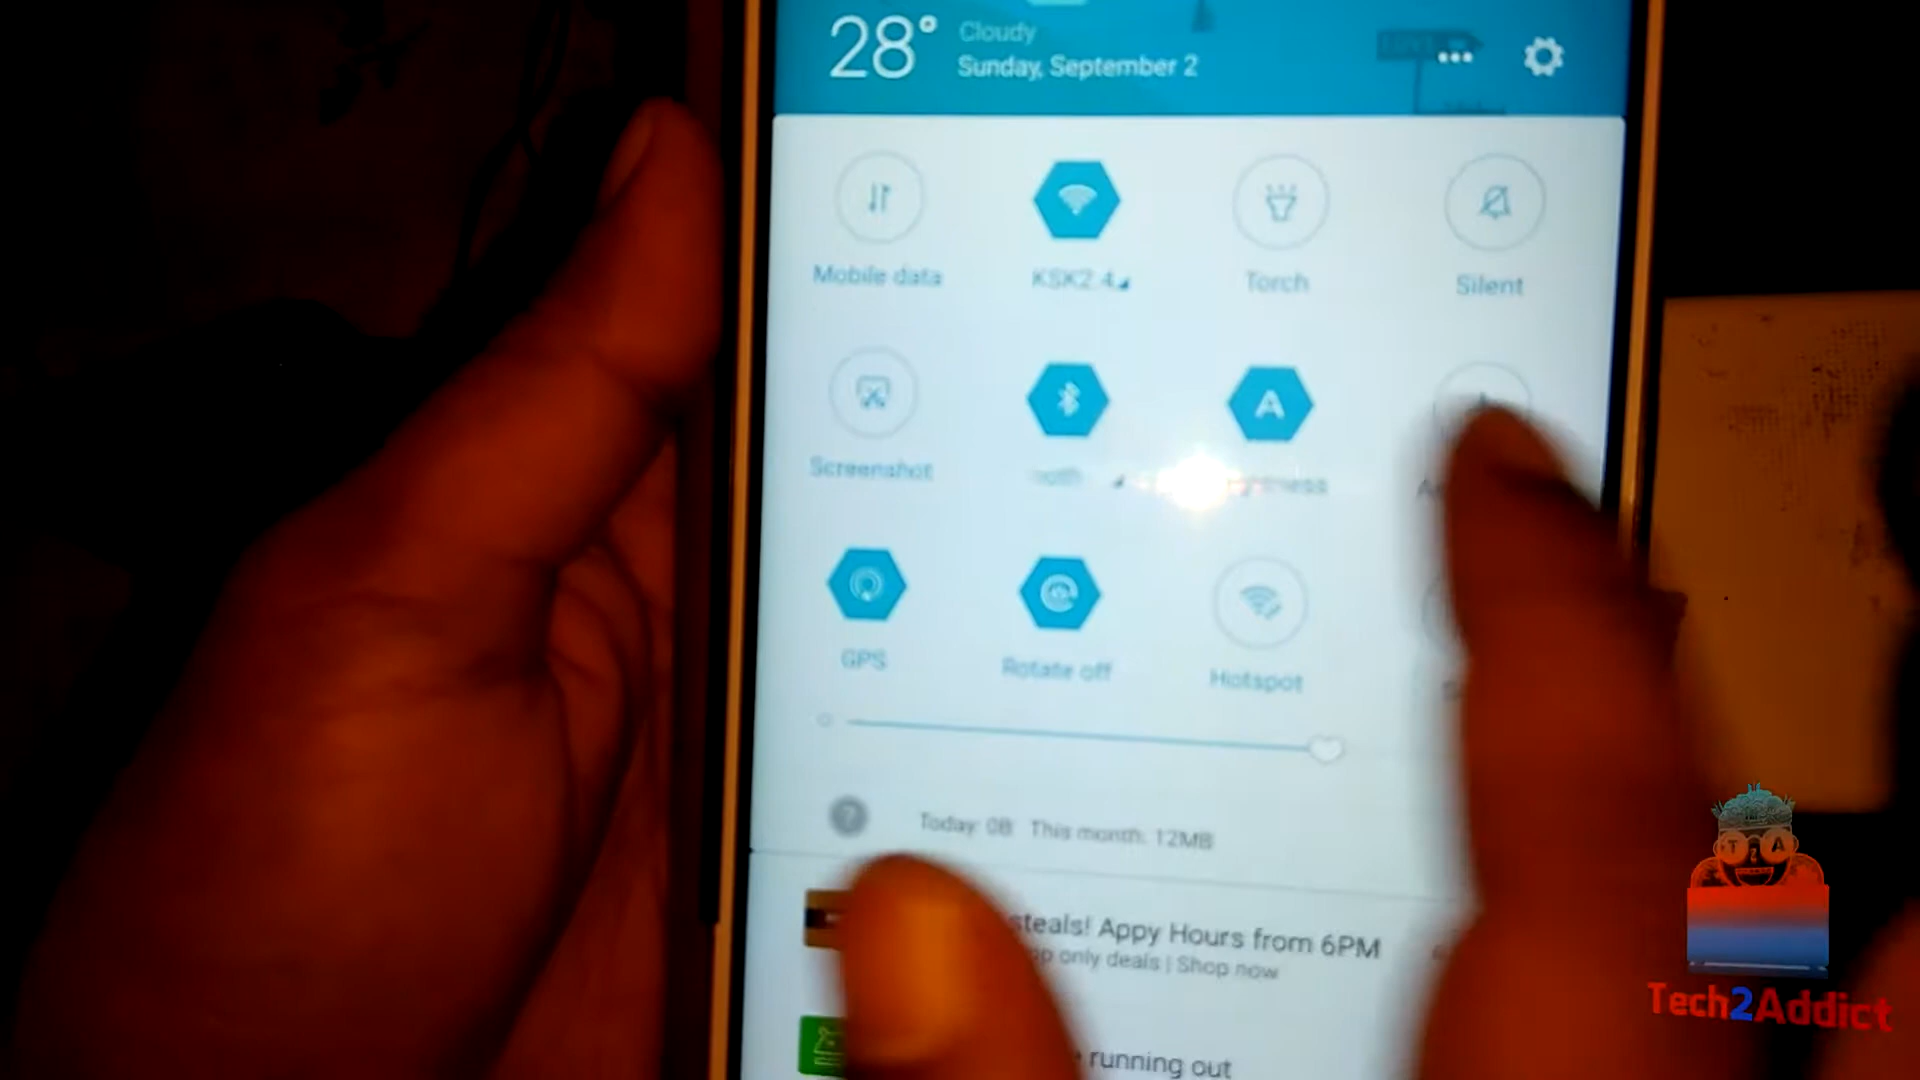 28° Cloudy
Sunday, September 2
Mobile data
KSK2.4
Torch
Silent
Screenshot
GPS
Rotate off
Hotspot
Today: 0B This month: 12MB
steals! Appy Hours from 6PM
only deals | Shop now
running out
T
A
2
Tech2Addict